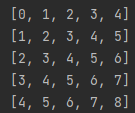 [0, 1, 2, 3, 4]
[1, 2, 3, 4, 5]
[2, 3, 4, 5, 6]
[3, 4, 5, 6, 7]
[4, 5, 6, 7, 8]